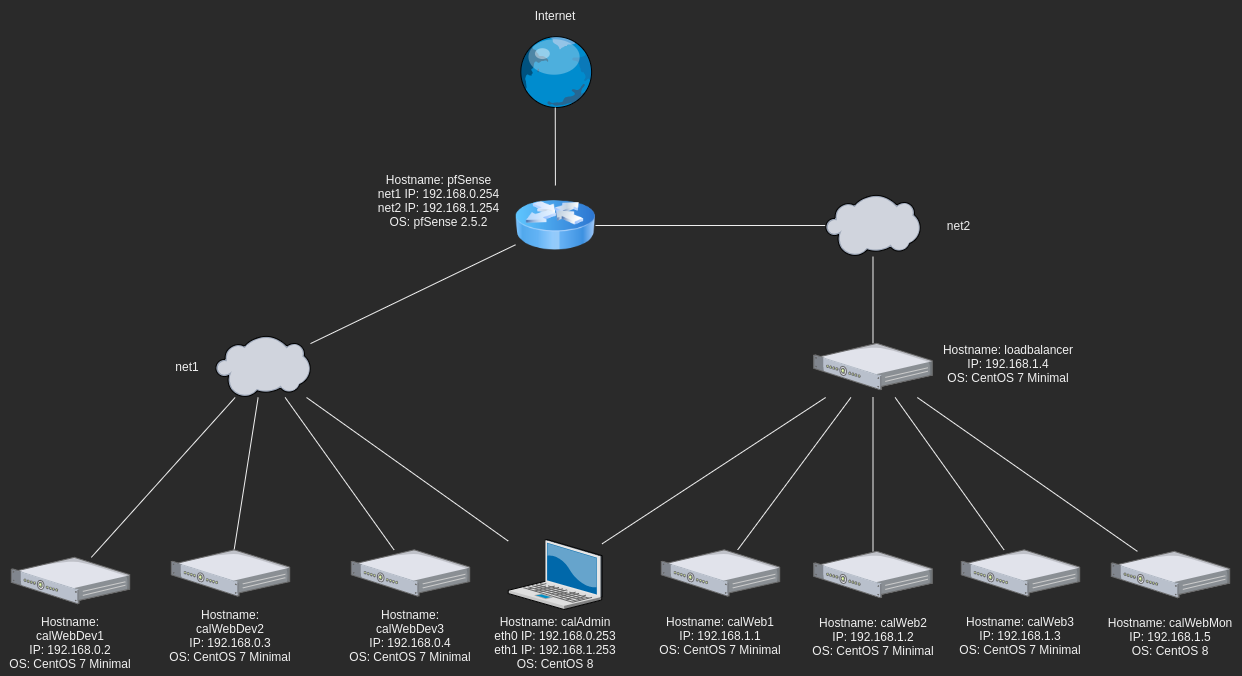 Internet
Hostname: pfSense
net1 IP: 192.168.0.254
net2 IP: 192.168.1.254
OS: pfSense 2.5.2
net2
net1
Hostname: loadbalancer
IP: 192.168.1.4
OS: CentOS 7 Minimal
Hostname:
calWebDev1
IP: 192.168.0.2
OS: CentOS 7 Minimal
Hostname:
calWebDev2
IP: 192.168.0.3
OS: CentOS 7 Minimal
Hostname:
calWebDev3
IP: 192.168.0.4
OS: CentOS 7 Minimal
Hostname: calAdmin
eth0 IP: 192.168.0.253
eth1 IP: 192.168.1.253
OS: CentOS 8
Hostname: calWeb1
IP: 192.168.1.1
OS: CentOS 7 Minimal
Hostname: calWeb2
IP: 192.168.1.2
OS: CentOS 7 Minimal
Hostname: calWeb3
IP: 192.168.1.3
OS: CentOS 7 Minimal
Hostname: calWebMon
IP: 192.168.1.5
OS: CentOS 8